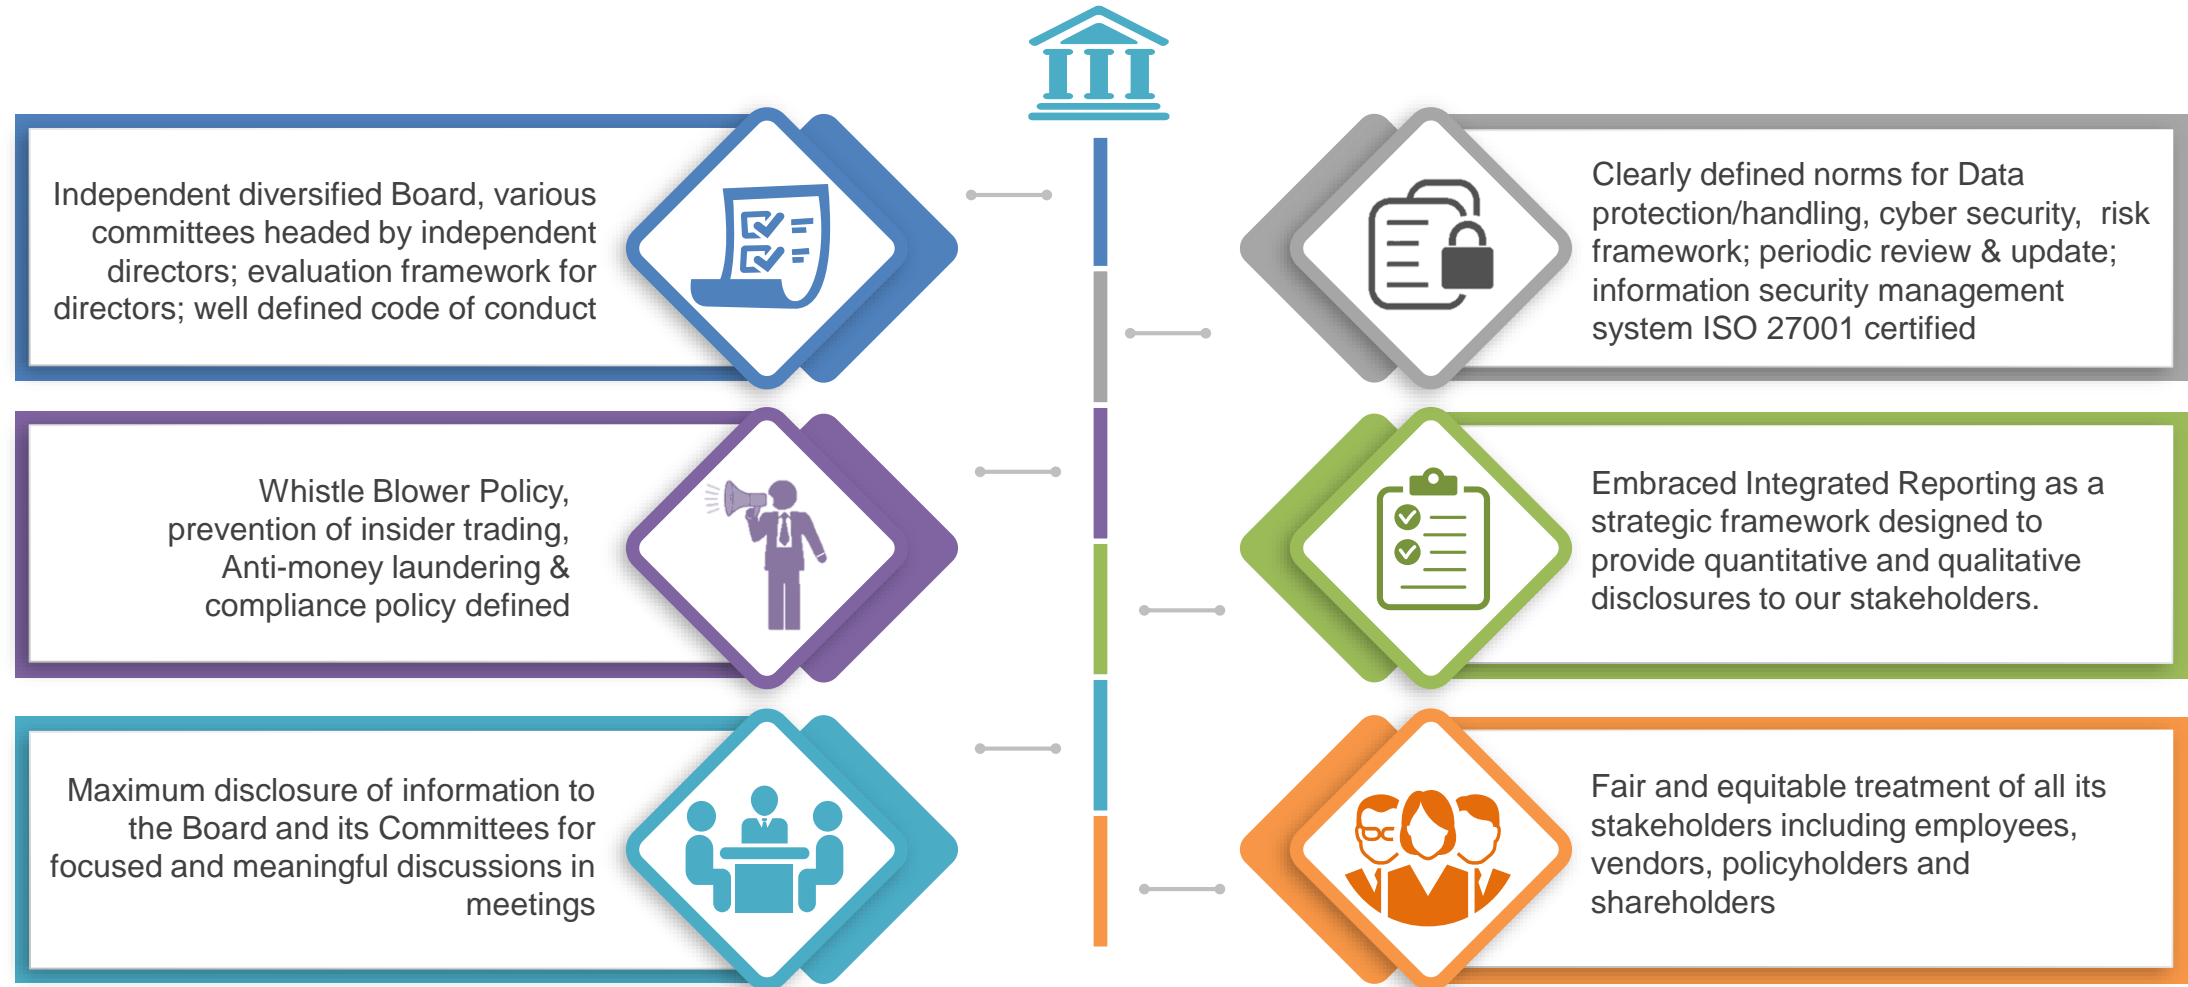 Independent diversified Board, various
committees headed by independent
directors; evaluation framework for
directors; well defined code of conduct
Clearly defined norms for Data
protection/handling, cyber security, risk
framework; periodic review & update;
information security management
system ISO 27001 certified
Whistle Blower Policy,
prevention of insider trading,
Anti-money laundering &
compliance policy defined
Embraced Integrated Reporting as a
strategic framework designed to
provide quantitative and qualitative
disclosures to our stakeholders.
Maximum disclosure of information to
the Board and its Committees for
focused and meaningful discussions in
meetings
Fair and equitable treatment of all its
stakeholders including employees,
vendors, policyholders and
shareholders